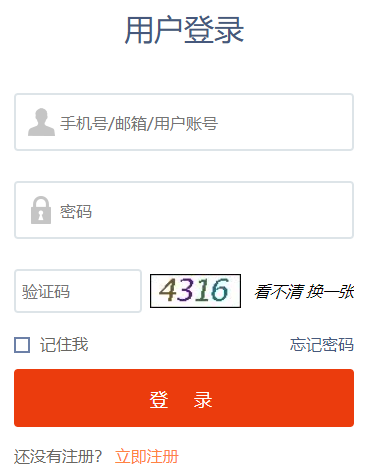 用户登录
手机号/邮箱/用户账号
密码
验证码 4316 看不清 换一张
记住我 忘记密码
登 录
还没有注册? 立即注册